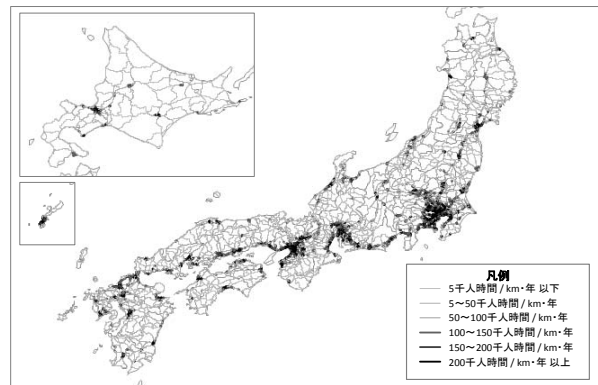 凡例
5千人時間 / km・年 以下
5～50千人時間 / km・年
50～100千人時間 / km・年
100～150千人時間 / km・年
150～200千人時間 / km・年
200千人時間 / km・年 以上